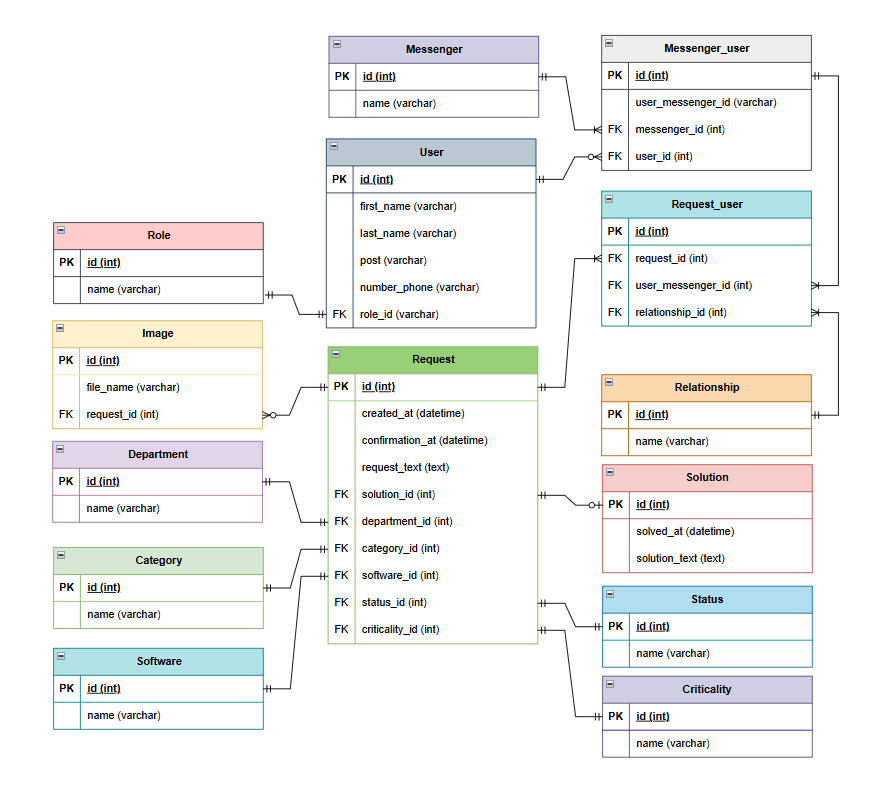 Messenger
PK id (int)
name (varchar)
Messenger_user
PK id (int)
user_messenger_id (varchar)
FK messenger_id (int)
FK user_id (int)
User
PK id (int)
first_name (varchar)
last_name (varchar)
post (varchar)
number_phone (varchar)
FK role_id (varchar)
Request_user
PK id (int)
FK request_id (int)
FK user_messenger_id (int)
FK relationship_id (int)
Role
PK id (int)
name (varchar)
Image
PK id (int)
file_name (varchar)
FK request_id (int)
Request
PK id (int)
created_at (datetime)
confirmation_at (datetime)
request_text (text)
FK solution_id (int)
FK department_id (int)
FK category_id (int)
FK software_id (int)
FK status_id (int)
FK criticality_id (int)
Relationship
PK id (int)
name (varchar)
Department
PK id (int)
name (varchar)
Solution
PK id (int)
solved_at (datetime)
solution_text (text)
Category
PK id (int)
name (varchar)
Status
PK id (int)
name (varchar)
Software
PK id (int)
name (varchar)
Criticality
PK id (int)
name (varchar)